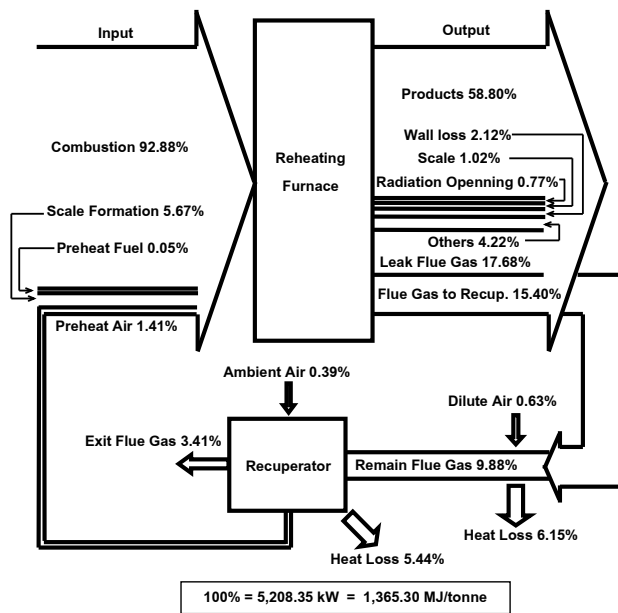 Input
Output
Products 58.80%
Wall loss 2.12%
Combustion 92.88%
Scale 1.02%
Reheating
Furnace
Radiation Openning 0.77%
Scale Formation 5.67%
Others 4.22%
Preheat Fuel 0.05%
Leak Flue Gas 17.68%
Flue Gas to Recup. 15.40%
Preheat Air 1.41%
Ambient Air 0.39%
Dilute Air 0.63%
Exit Flue Gas 3.41%
Recuperator
Remain Flue Gas 9.88%
Heat Loss 6.15%
Heat Loss 5.44%
100% = 5,208.35 kW = 1,365.30 MJ/tonne